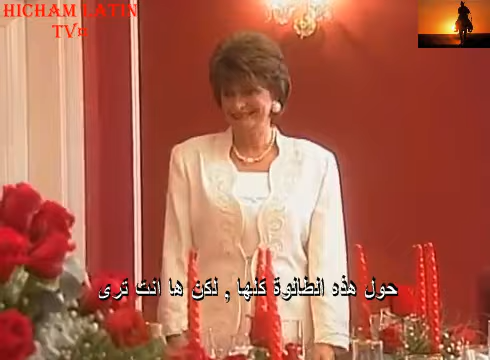 HICHAM LATIN
TV
حول هذه الطاولة كلها , لكن ها انت ترى